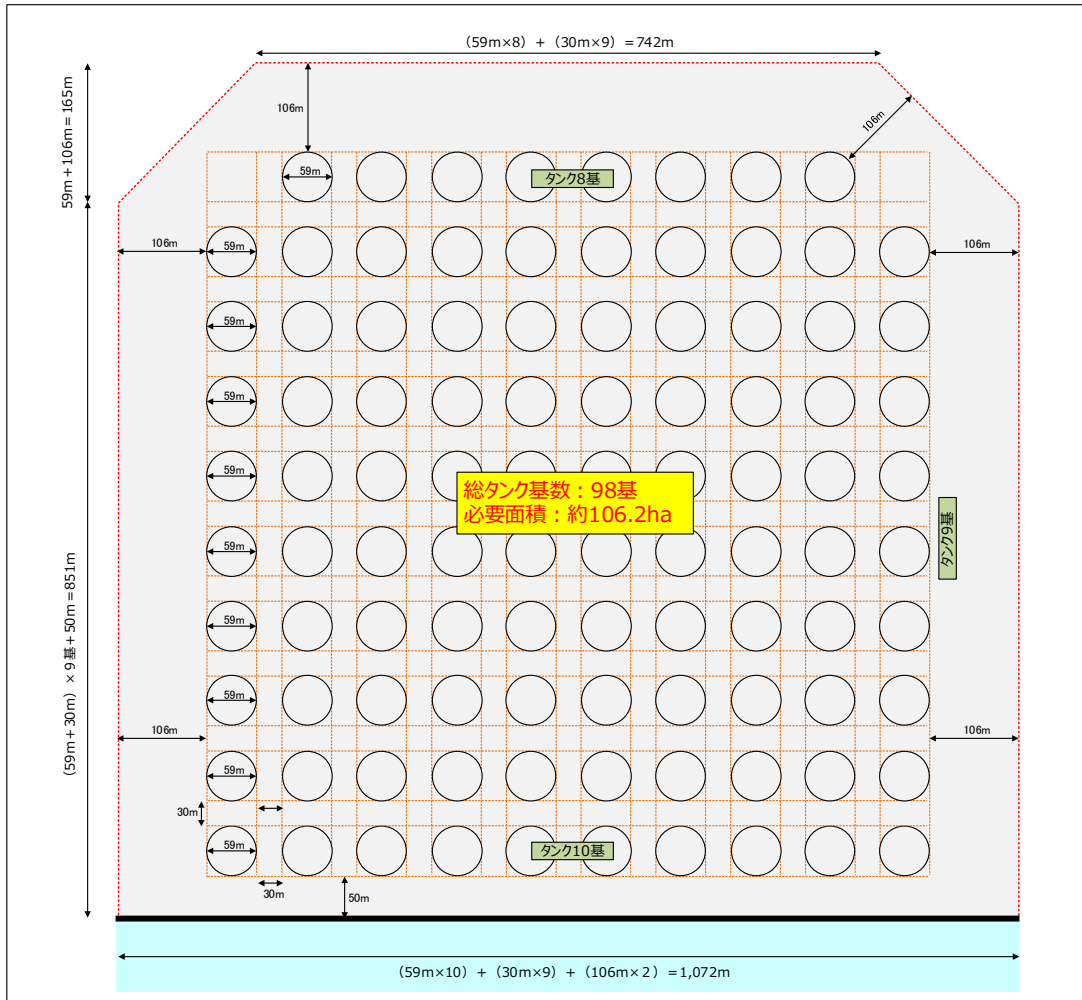 (59m×8) + (30m×9) =742m
59m+106m=165m
106m
106m
59m
タンク8基
106m
59m
106m
59m
59m
59m
総タンク基数:98基
必要面積:約106.2ha
タンク9基
59m
59m
(59m+30m) ×9基+50m=851m
59m
106m
106m
59m
30m
59m
タンク10基
30m
50m
(59m×10) + (30m×9) + (106m×2) =1,072m